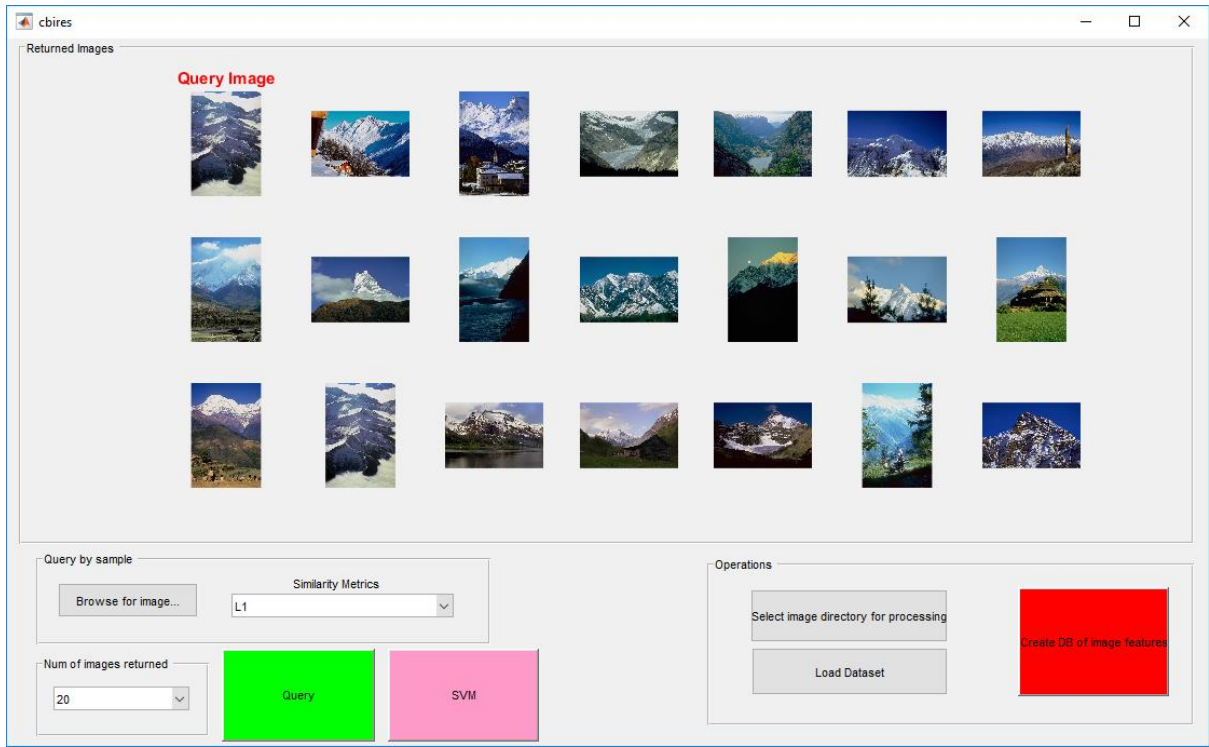 cbires
Returned Images
Query Image
Query by sample
Browse for image...
Similarity Metrics
L1
Num of images returned
20
Query
SVM
Operations
Select image directory for processing
Load Dataset
Create DB of image features